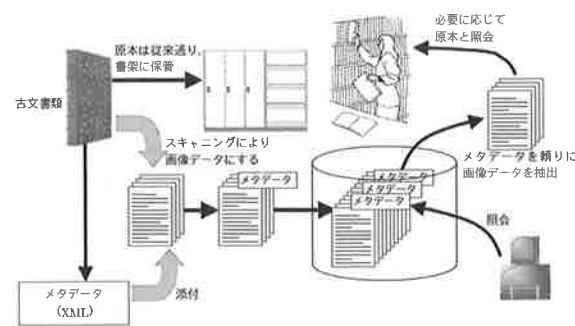 原本は従来通り,
書架に保管
必要に応じて
原本と照会
古文書類
スキャニングにより
画像データにする
メタデータを頼りに
画像データを抽出
メタデータ
メタデータ
メタデータ
メタデータ
照会
メタデータ
(XML)
添付